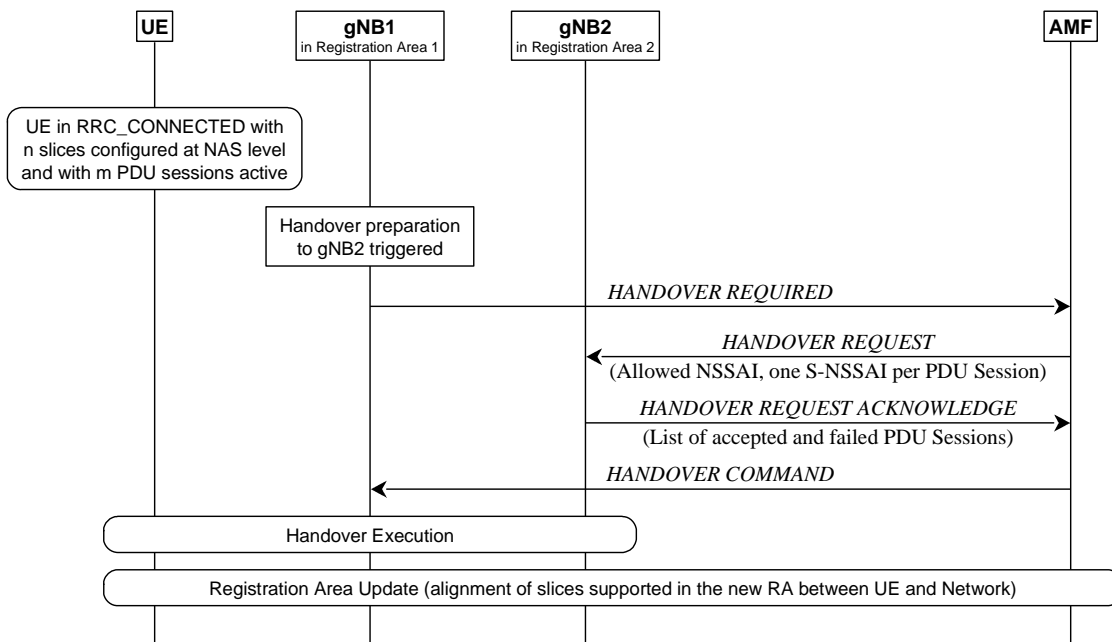 UE
gNB1
in Registration Area 1
gNB2
in Registration Area 2
AMF
UE in RRC_CONNECTED with
n slices configured at NAS level
and with m PDU sessions active
Handover preparation
to gNB2 triggered
HANDOVER REQUIRED
HANDOVER REQUEST
(Allowed NSSAI, one S-NSSAI per PDU Session)
HANDOVER REQUEST ACKNOWLEDGE
(List of accepted and failed PDU Sessions)
HANDOVER COMMAND
Handover Execution
Registration Area Update (alignment of slices supported in the new RA between UE and Network)